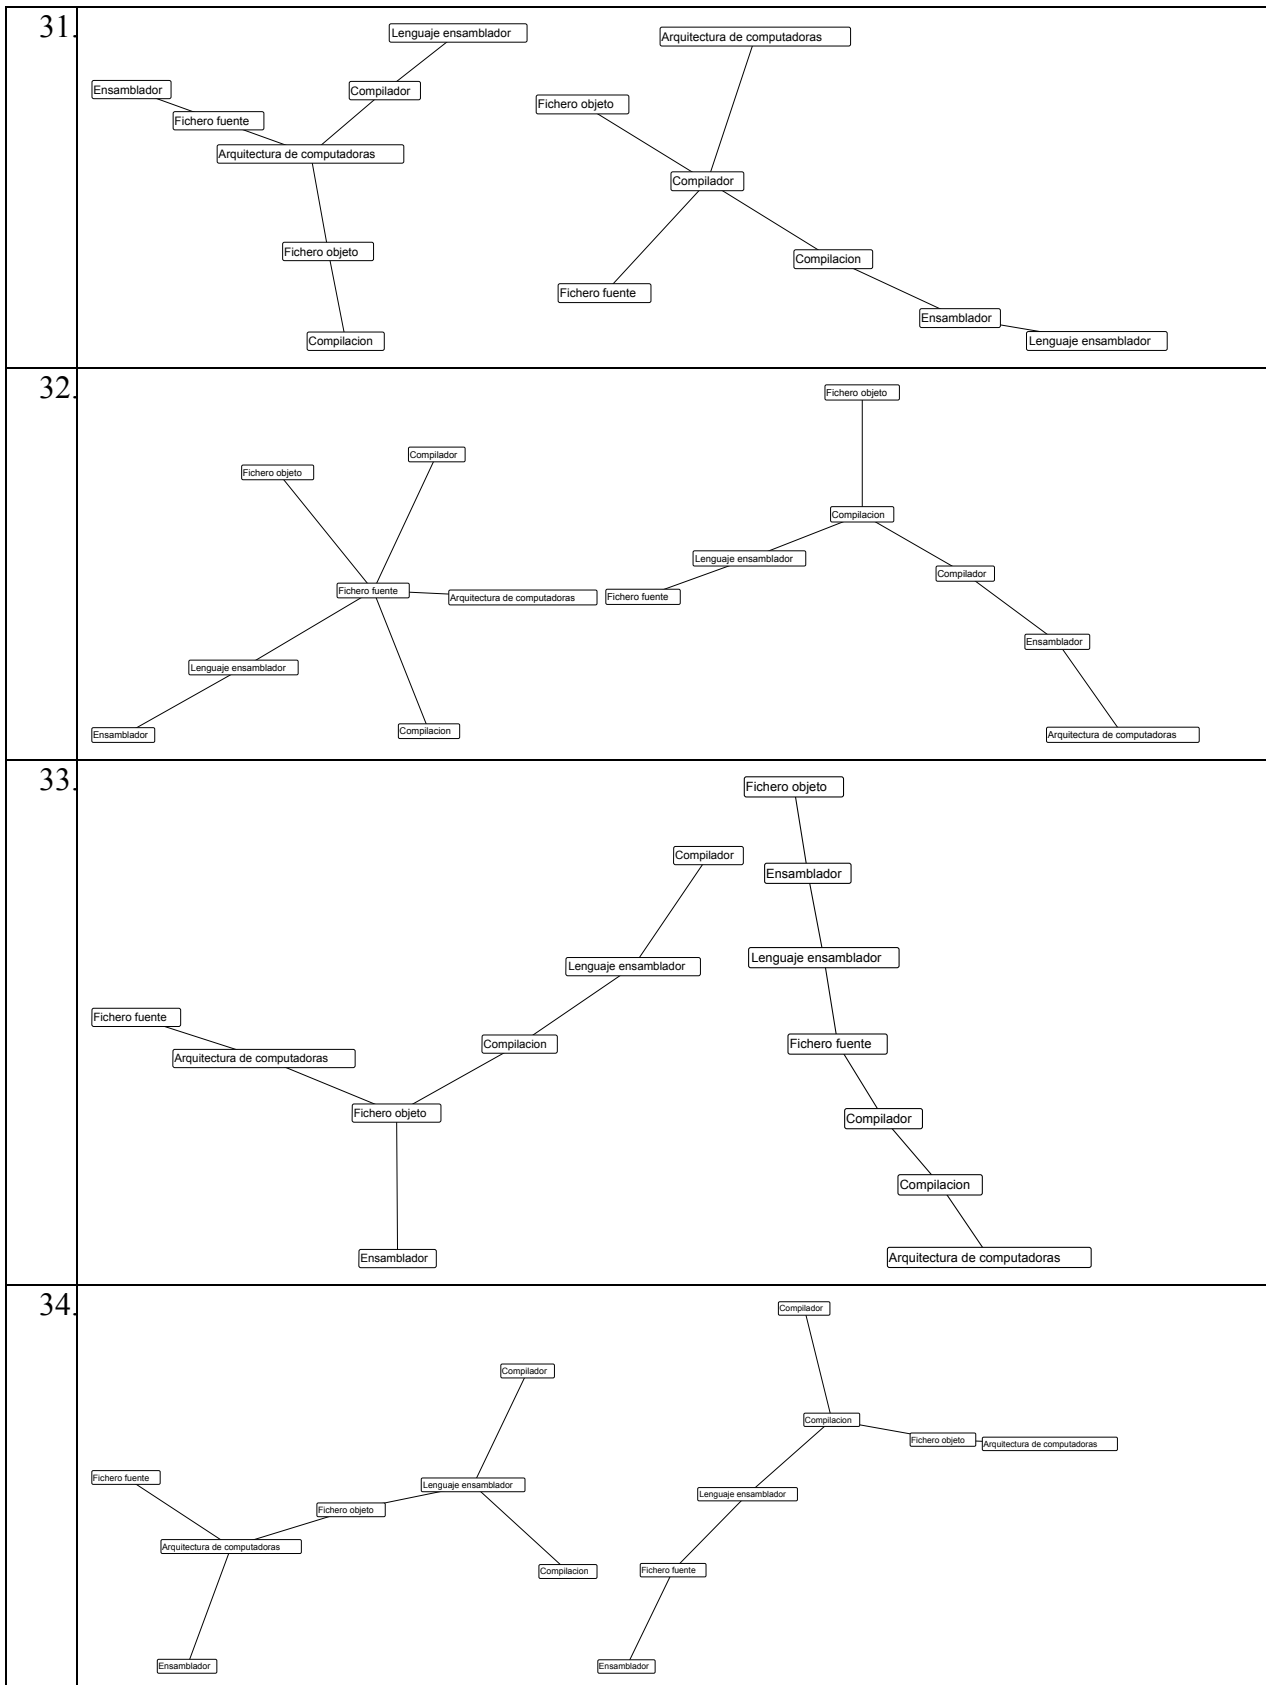 31.
Lenguaje ensamblador
Ensamblador
Compilador
Fichero fuente
Arquitectura de computadoras
Fichero objeto
Compilacion
Arquitectura de computadoras
Fichero objeto
Compilador
Compilacion
Fichero fuente
Ensamblador
Lenguaje ensamblador
32.
Compilador
Fichero objeto
Fichero fuente
Arquitectura de computadoras
Lenguaje ensamblador
Compilacion
Ensamblador
Fichero objeto
Compilacion
Lenguaje ensamblador
Compilador
Fichero fuente
Ensamblador
Arquitectura de computadoras
33.
Compilador
Lenguaje ensamblador
Fichero fuente
Compilacion
Arquitectura de computadoras
Fichero objeto
Ensamblador
Fichero objeto
Ensamblador
Lenguaje ensamblador
Fichero fuente
Compilador
Compilacion
Arquitectura de computadoras
34.
Compilador
Fichero fuente
Lenguaje ensamblador
Fichero objeto
Arquitectura de computadoras
Compilacion
Ensamblador
Compilador
Compilacion
Fichero objeto
Arquitectura de computadoras
Lenguaje ensamblador
Fichero fuente
Ensamblador